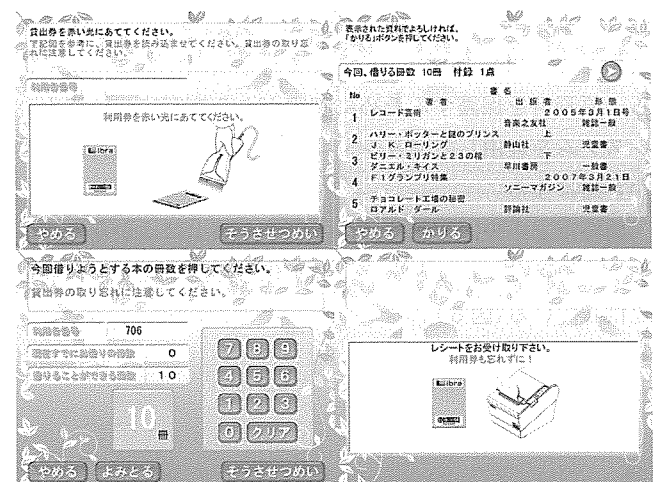 貸出券を赤い光にあててください。
下記図を参考に、貸出券を読み込ませてください。貸出券の取り忘
れに注意してください。
利用者番号
利用券を赤い光にあててください。
Libra
やめる
そうさせつめい
表示された資料でよろしければ、
「かりる」ボタンを押してください。
今回、借りる冊数 10冊 付録 1点
No
書 名
著 者 出 版 者 形 態
1 レコード芸術 2005年3月1日号
音楽之友社 雑誌一般
2 ハリー・ポッターと謎のプリンス 上
J K ローリング 静山社 児童書
3 ビリー・ミリガンと23の棺 下
ダニエル・キイス 早川書房 一般書
4 F1グランプリ特集 2007年3月21日
ソニーマガジン 雑誌一般
5 チョコレート工場の秘密
ロアルド ダール 評論社 児童書
やめる かりる
今回借りようとする本の冊数を押してください。
貸出券の取り忘れに注意してください。
利用者番号 706
現在すでにお借りの冊数 0
借りることができる冊数 10
10 冊
7 8 9
4 5 6
1 2 3
0 クリア
やめる よみとる そうさせつめい
レシートをお受け取り下さい。
利用券も忘れずに！
Libra